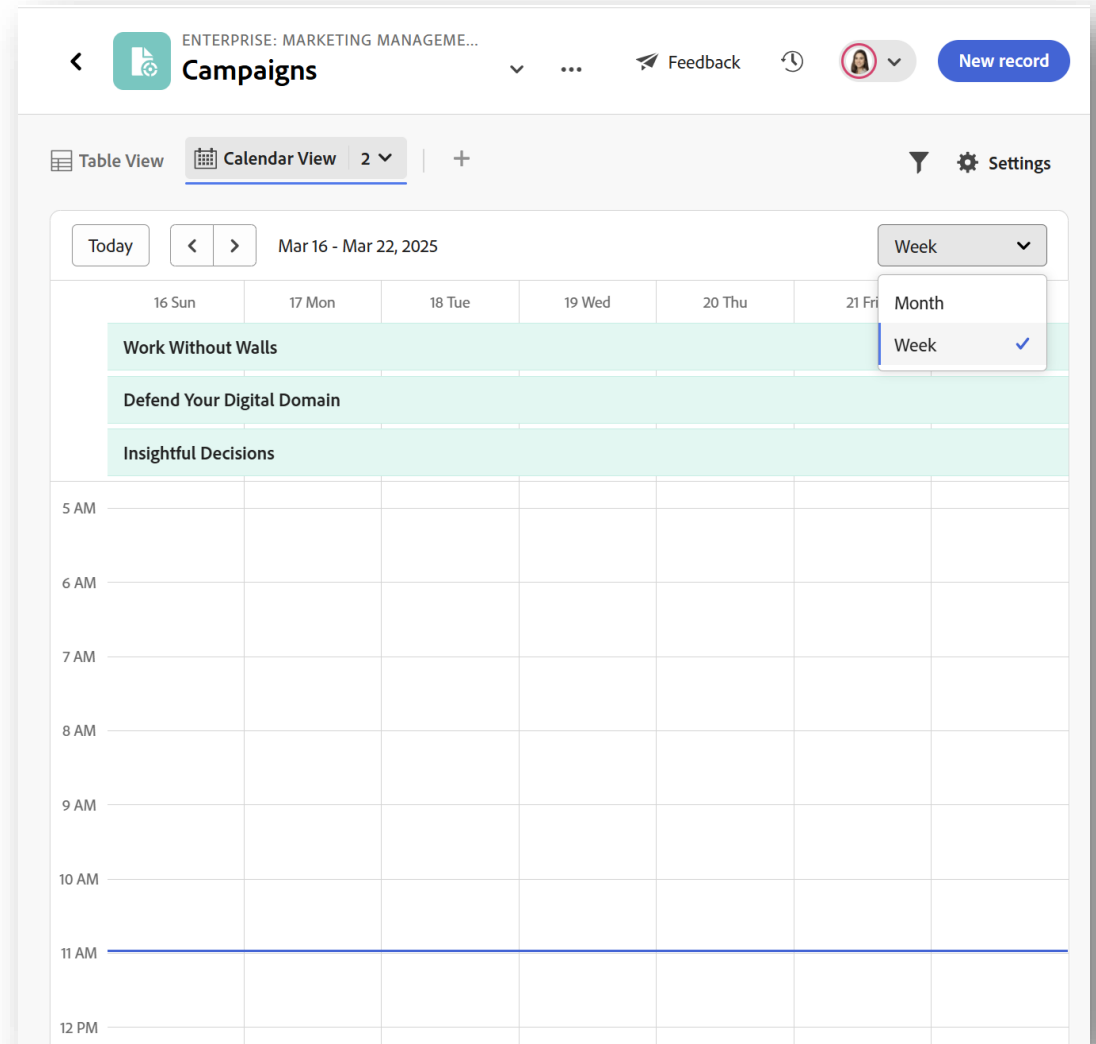 ENTERPRISE: MARKETING MANAGEME...
Campaigns
Feedback
New record
Table View
Calendar View 2
Settings
Today
Mar 16 - Mar 22, 2025
Week
Month
Week
16 Sun 17 Mon 18 Tue 19 Wed 20 Thu 21 Fri
Work Without Walls
Defend Your Digital Domain
Insightful Decisions
5 AM
6 AM
7 AM
8 AM
9 AM
10 AM
11 AM
12 PM